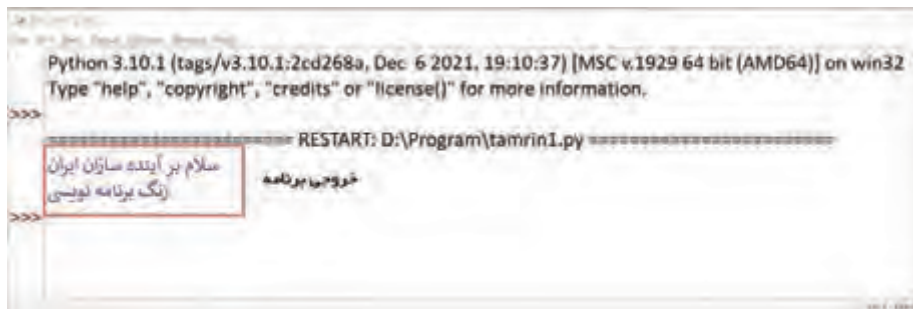 Python 3.10.1 (tags/v3.10.1:2cd268a, Dec 6 2021, 19:10:37) [MSC v.1929 64 bit (AMD64)] on win32
Type "help", "copyright", "credits" or "license()" for more information.
>>>
======================== RESTART: D:\Program\tamrin1.py ========================
سلام بر آینده سازان ایران
زنگ برنامه نویسی
خروجی برنامه
>>>